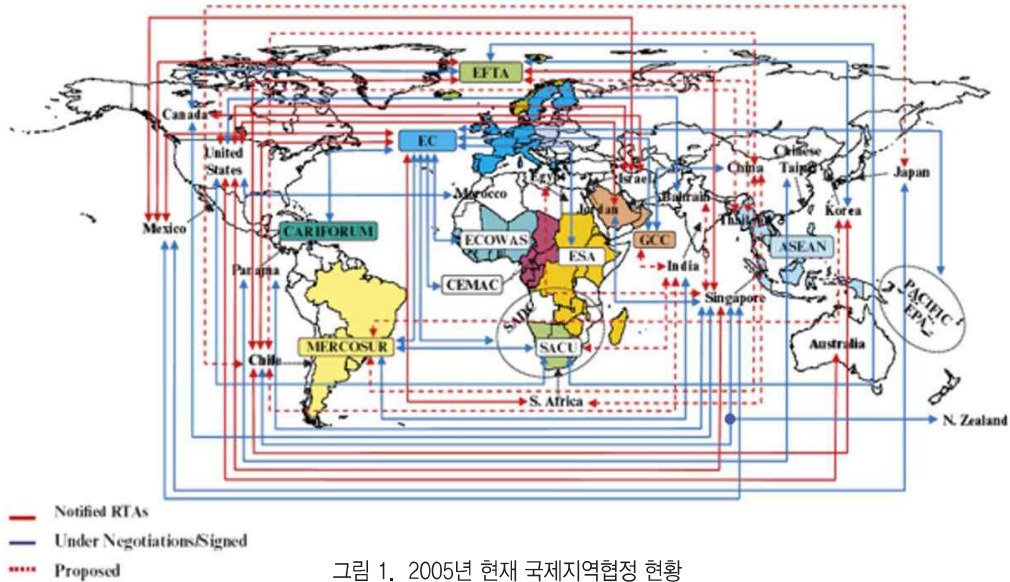 EFTA
Canada
EC
United
States
Chinese
Taipei
China
Japan
Egypt
Israel
Morocco
Jordan
Bahrain
Thailand
Korea
Mexico
CARIFORUM
ECOWAS
GCC
ASEAN
Panama
ESA
India
CEMAC
Singapore
PACIFIC
EPA
SADC
MERCOSUR
SACU
Australia
Chile
S. Africa
N. Zealand
Notified RTAs
Under Negotiations/Signed
Proposed
그림 1. 2005년 현재 국제지역협정 현황